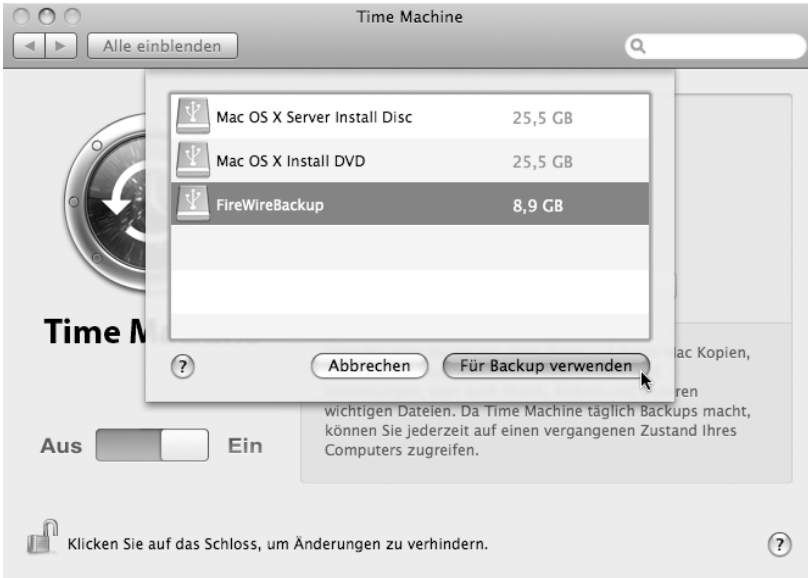 Time Machine
Alle einblenden
Mac OS X Server Install Disc 25,5 GB
Mac OS X Install DVD 25,5 GB
FireWireBackup 8,9 GB
Time M
? Abbrechen Für Backup verwenden
Mac Kopien,
wichtigen Dateien. Da Time Machine täglich Backups macht,
können Sie jederzeit auf einen vergangenen Zustand Ihres
Computers zugreifen.
Aus Ein
Klicken Sie auf das Schloss, um Änderungen zu verhindern. ?